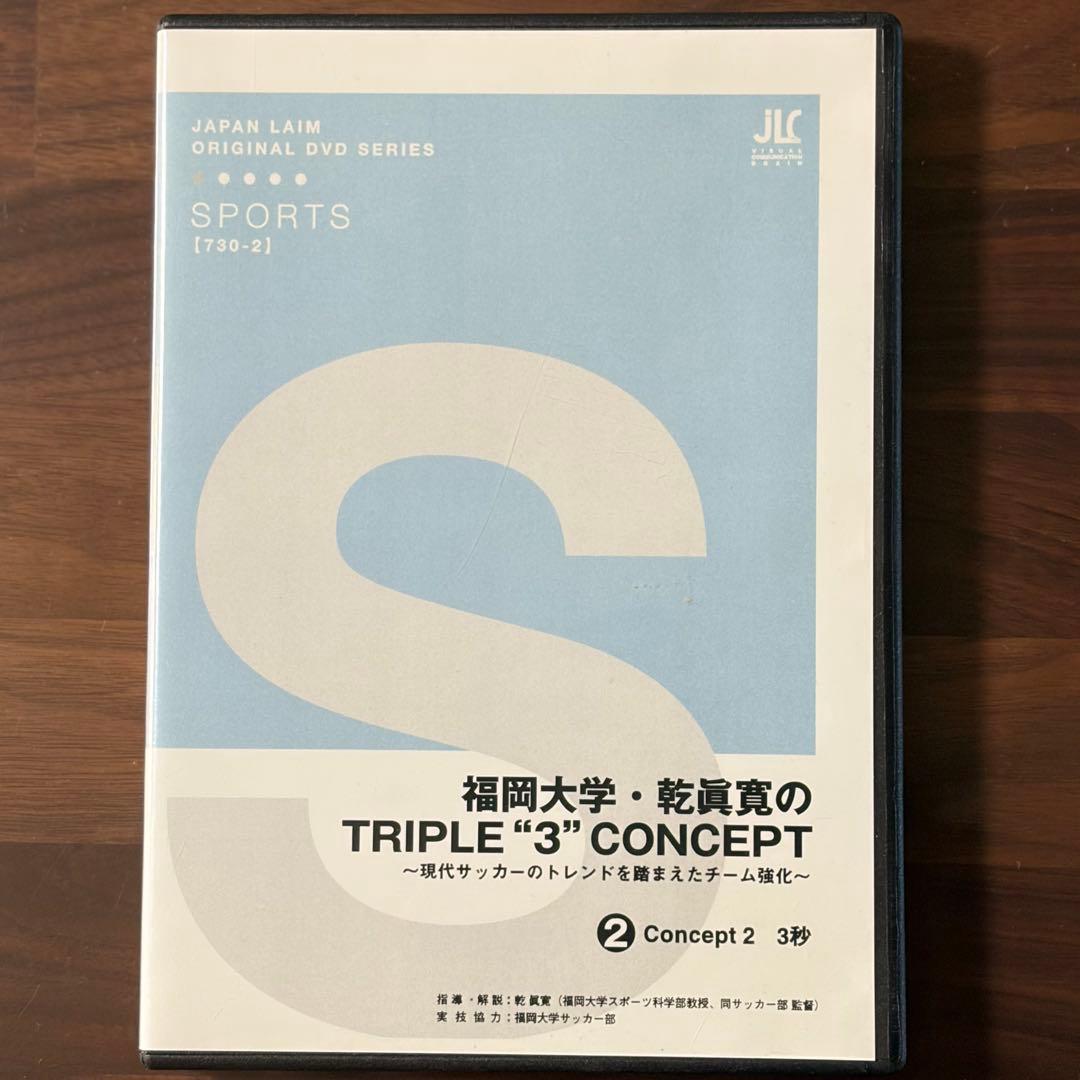 JAPAN LAIM
ORIGINAL DVD SERIES
SPORTS
【730-2】
JLC
VISUAL
COMMUNICATION
BRAIN
S
福岡大学・乾眞寛の
TRIPLE “3” CONCEPT
～現代サッカーのトレンドを踏まえたチーム強化～
❷ Concept 2 3秒
指導・解説：乾眞寛（福岡大学スポーツ科学部教授、同サッカー部 監督）
実技協力：福岡大学サッカー部